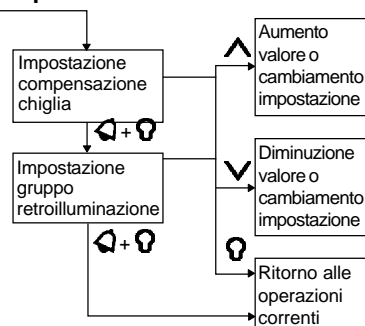 Impostazione
compensazione
chiglia
+
Impostazione
gruppo
retroilluminazione
+
Aumento
valore o
cambiamento
impostazione
Diminuzione
valore o
cambiamento
impostazione
Ritorno alle
operazioni
correnti